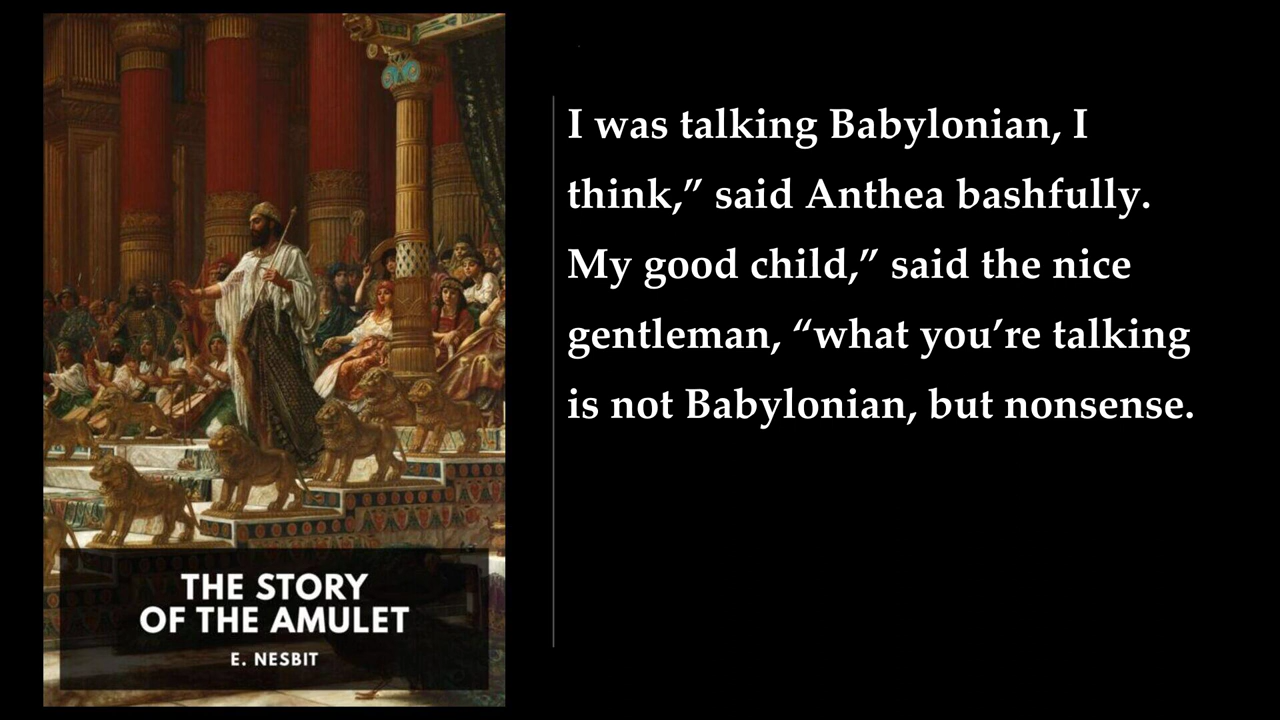 I was talking Babylonian, I
think,” said Anthea bashfully.
My good child,” said the nice
gentleman, “what you’re talking
is not Babylonian, but nonsense.
THE STORY
OF THE AMULET
E. NESBIT